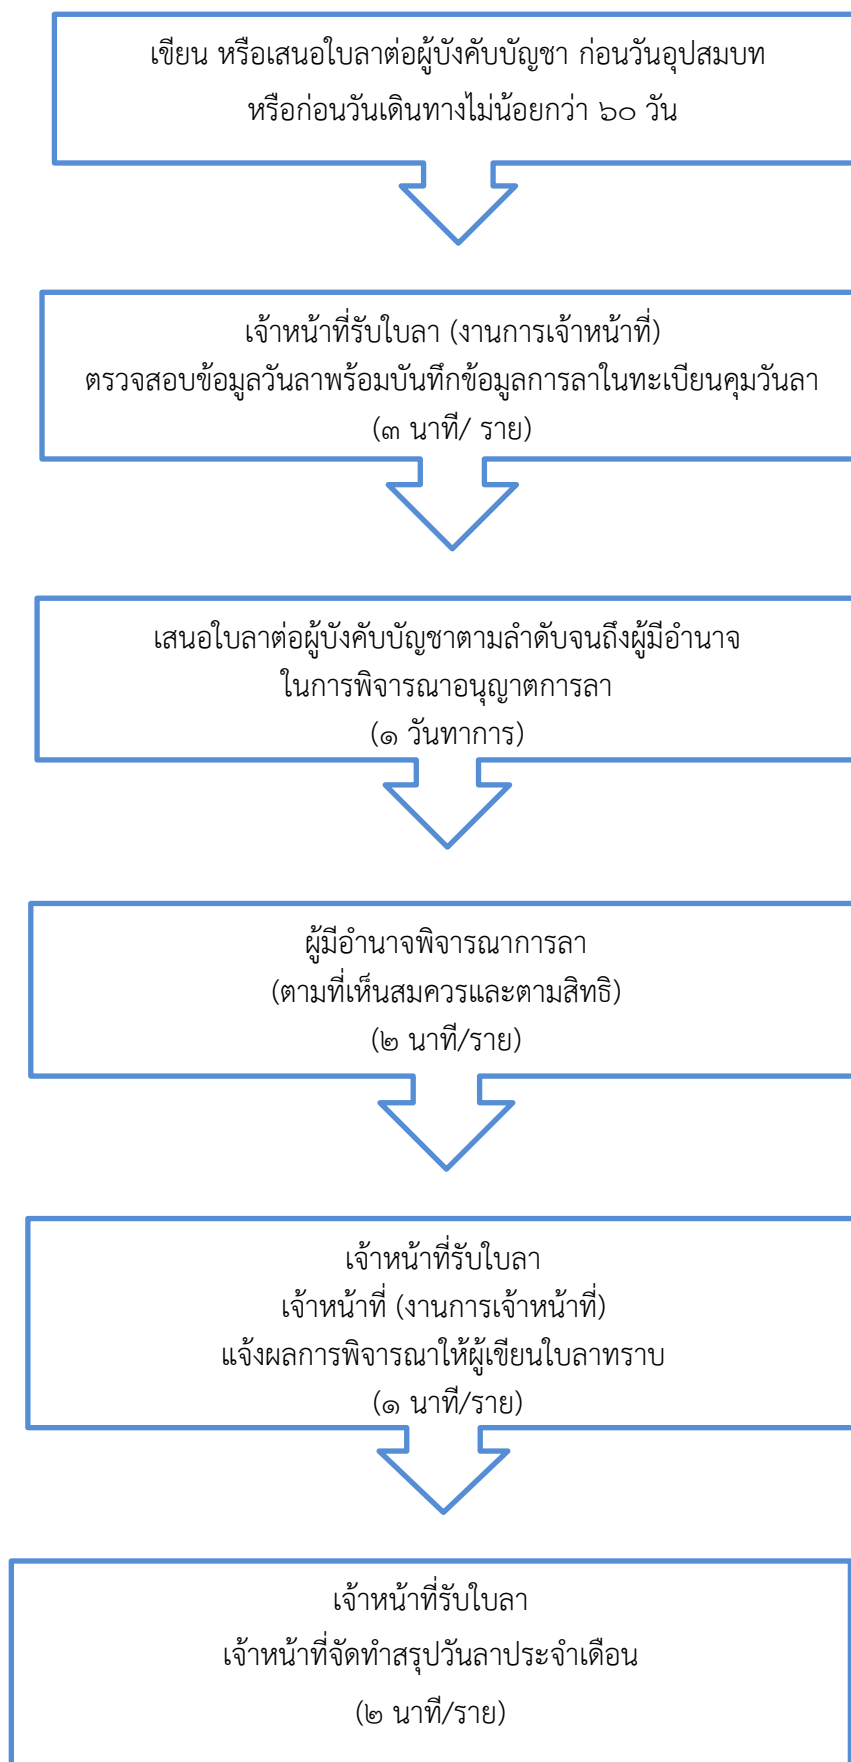 เขียน หรือเสนอใบลาต่อผู้บังคับบัญชา ก่อนวันอุปสมบท
หรือก่อนวันเดินทางไม่น้อยกว่า ๖๐ วัน
เจ้าหน้าที่รับใบลา (งานการเจ้าหน้าที่)
ตรวจสอบข้อมูลวันลาพร้อมบันทึกข้อมูลการลาในทะเบียนคุมวันลา
(๓ นาที/ ราย)
เสนอใบลาต่อผู้บังคับบัญชาตามลำดับจนถึงผู้มีอำนาจ
ในการพิจารณาอนุญาตการลา
(๑ วันทาการ)
ผู้มีอำนาจพิจารณาการลา
(ตามที่เห็นสมควรและตามสิทธิ)
(๒ นาที/ราย)
เจ้าหน้าที่รับใบลา
เจ้าหน้าที่ (งานการเจ้าหน้าที่)
แจ้งผลการพิจารณาให้ผู้เขียนใบลาทราบ
(๑ นาที/ราย)
เจ้าหน้าที่รับใบลา
เจ้าหน้าที่จัดทำสรุปวันลาประจำเดือน
(๒ นาที/ราย)